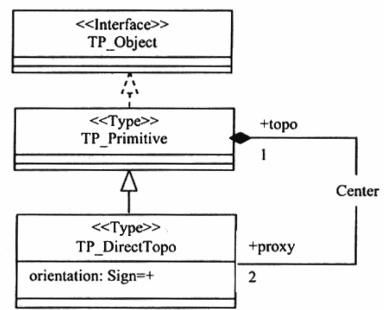 <<Interface>>
TP_Object
<<Type>>
TP_Primitive
+topo
1
Center
<<Type>>
TP_DirectTopo
+proxy
2
orientation: Sign=+